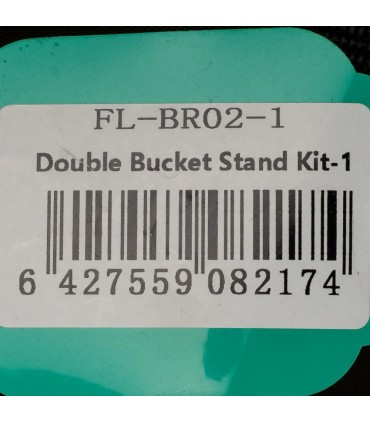 FL-BR02-1
Double Bucket Stand Kit-1
6 427559 082174